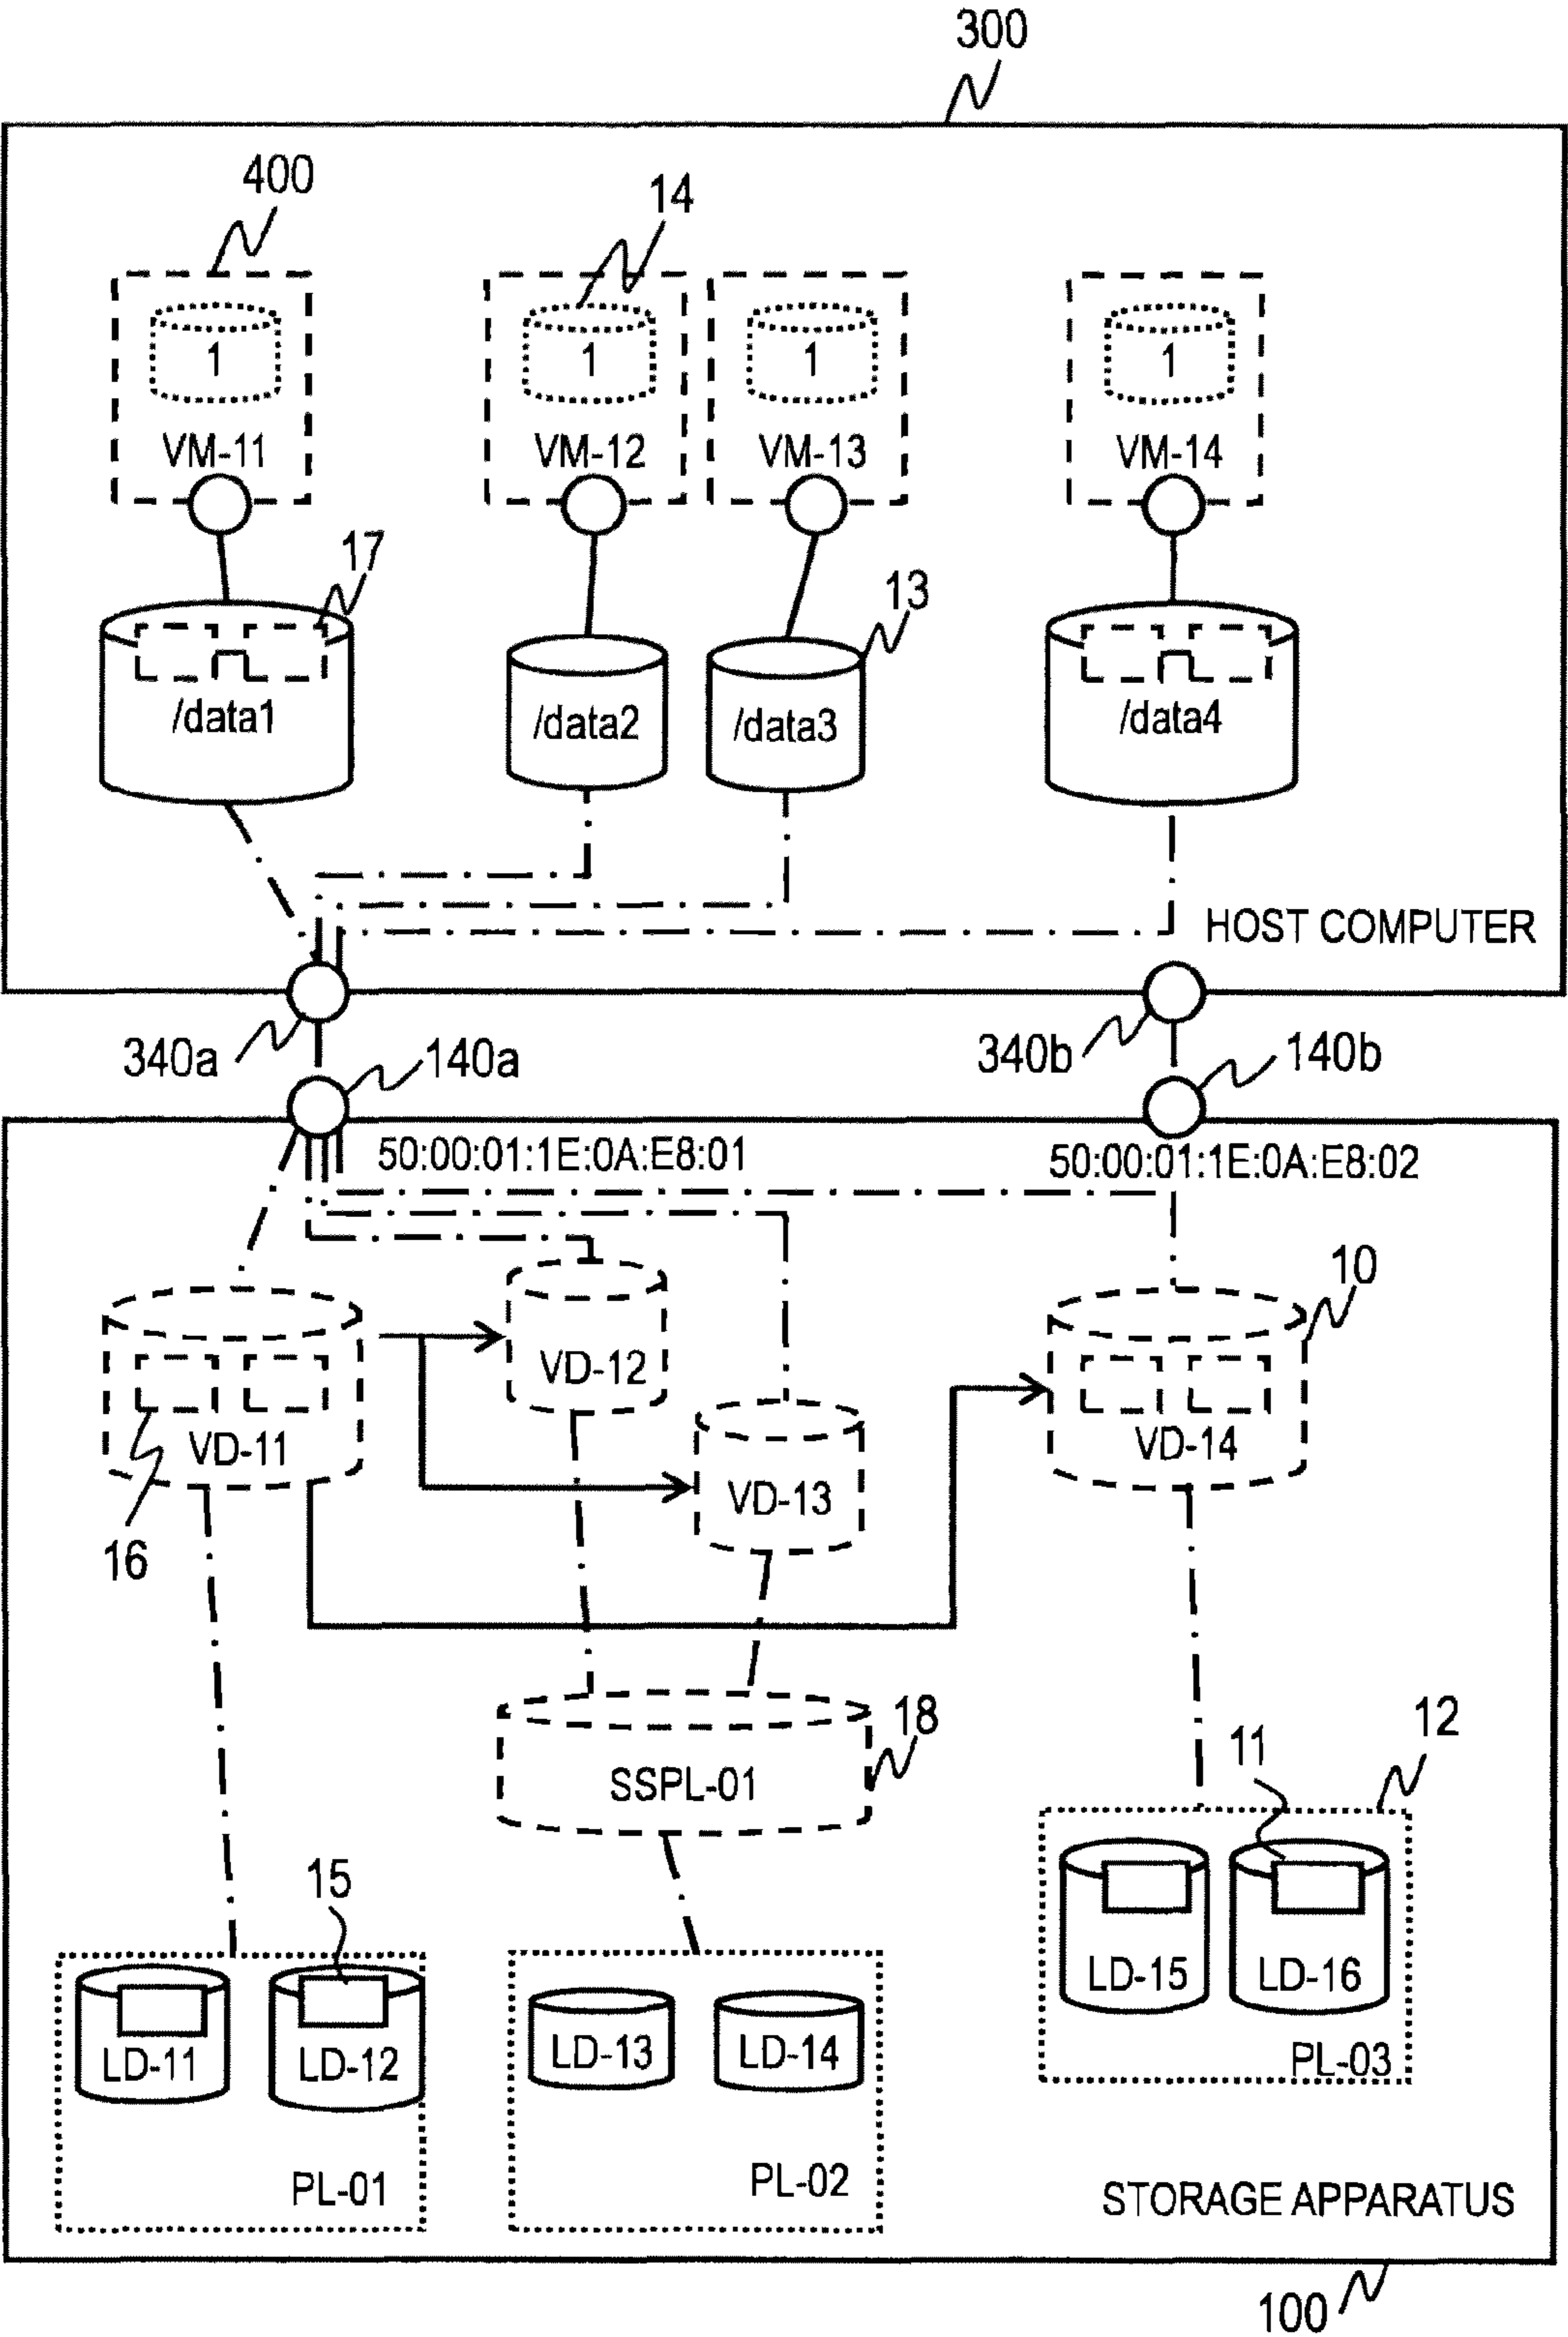 300
400
14
1
1
1
1
VM-11
VM-12
VM-13
VM-14
17
13
/data1
/data2
/data3
/data4
HOST COMPUTER
340a
140a
340b
140b
50:00:01:1E:0A:E8:01
50:00:01:1E:0A:E8:02
10
VD-12
VD-11
VD-14
VD-13
16
18
12
11
SSPL-01
15
LD-15
LD-16
LD-11
LD-12
LD-13
LD-14
PL-03
PL-01
PL-02
STORAGE APPARATUS
100